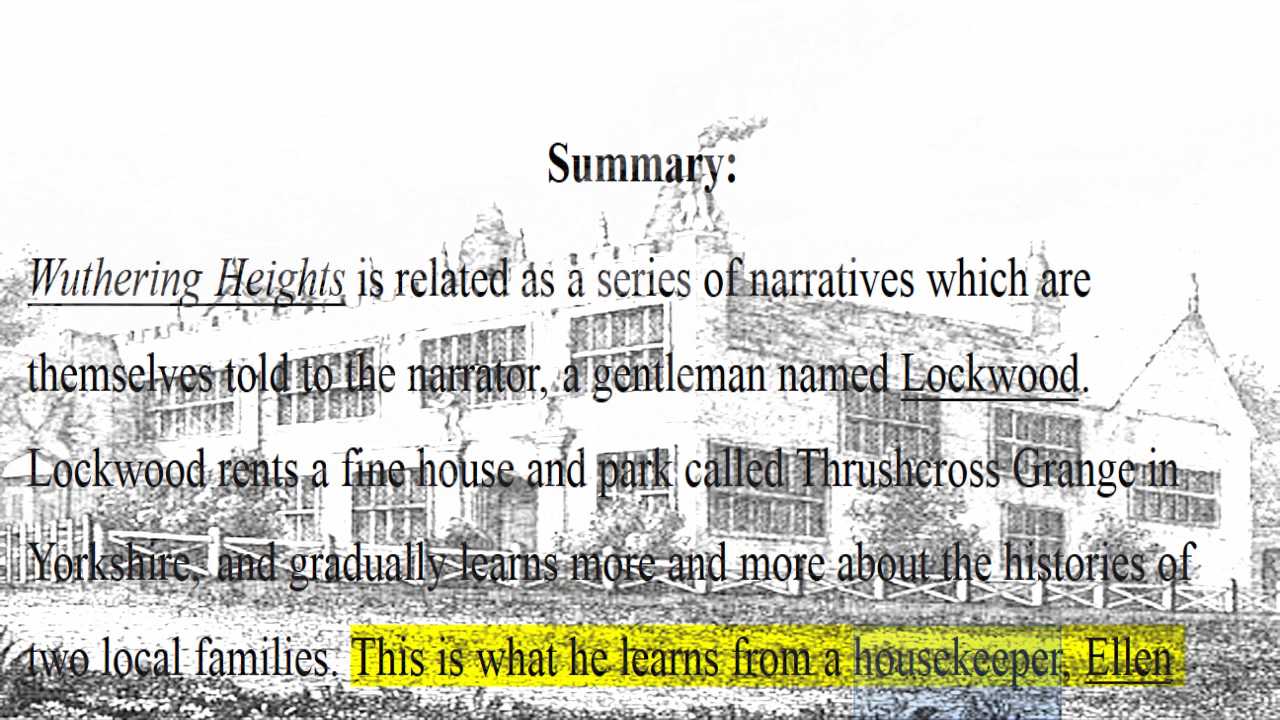 Summary:
Wuthering Heights is related as a series of narratives which are
themselves told to the narrator, a gentleman named Lockwood.
Lockwood rents a fine house and park called Thrushcross Grange in
Yorkshire, and gradually learns more and more about the histories of
two local families. This is what he learns from a housekeeper, Ellen